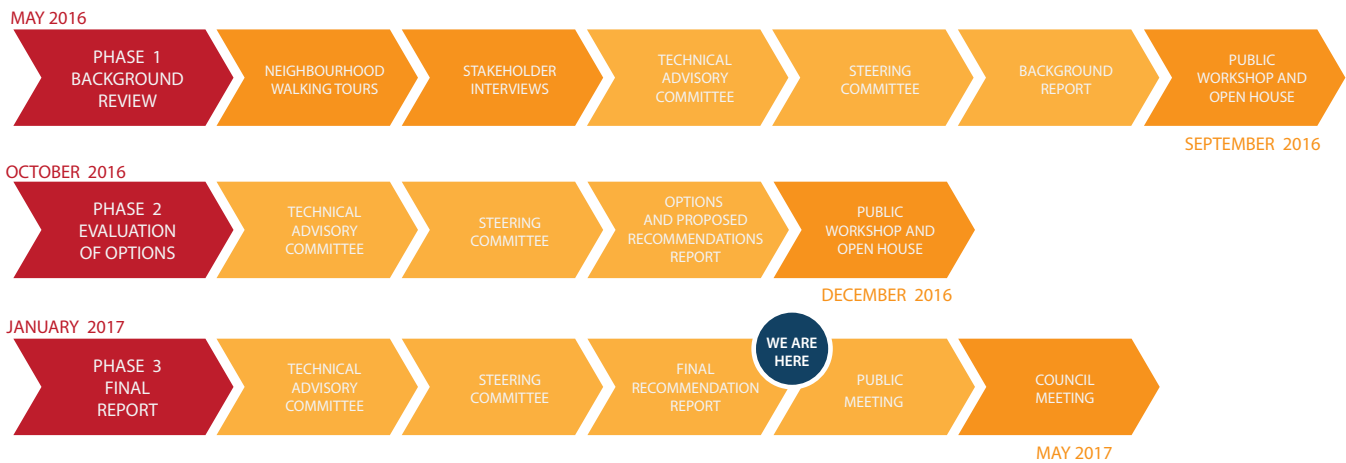 MAY 2016
PHASE 1
BACKGROUND
REVIEW
NEIGHBOURHOOD
WALKING TOURS
STAKEHOLDER
INTERVIEWS
TECHNICAL
ADVISORY
COMMITTEE
STEERING
COMMITTEE
BACKGROUND
REPORT
PUBLIC
WORKSHOP AND
OPEN HOUSE
SEPTEMBER 2016
OCTOBER 2016
PHASE 2
EVALUATION
OF OPTIONS
TECHNICAL
ADVISORY
COMMITTEE
STEERING
COMMITTEE
OPTIONS
AND PROPOSED
RECOMMENDATIONS
REPORT
PUBLIC
WORKSHOP AND
OPEN HOUSE
DECEMBER 2016
JANUARY 2017
PHASE 3
FINAL
REPORT
TECHNICAL
ADVISORY
COMMITTEE
STEERING
COMMITTEE
FINAL
RECOMMENDATION
REPORT
WE ARE
HERE
PUBLIC
MEETING
COUNCIL
MEETING
MAY 2017